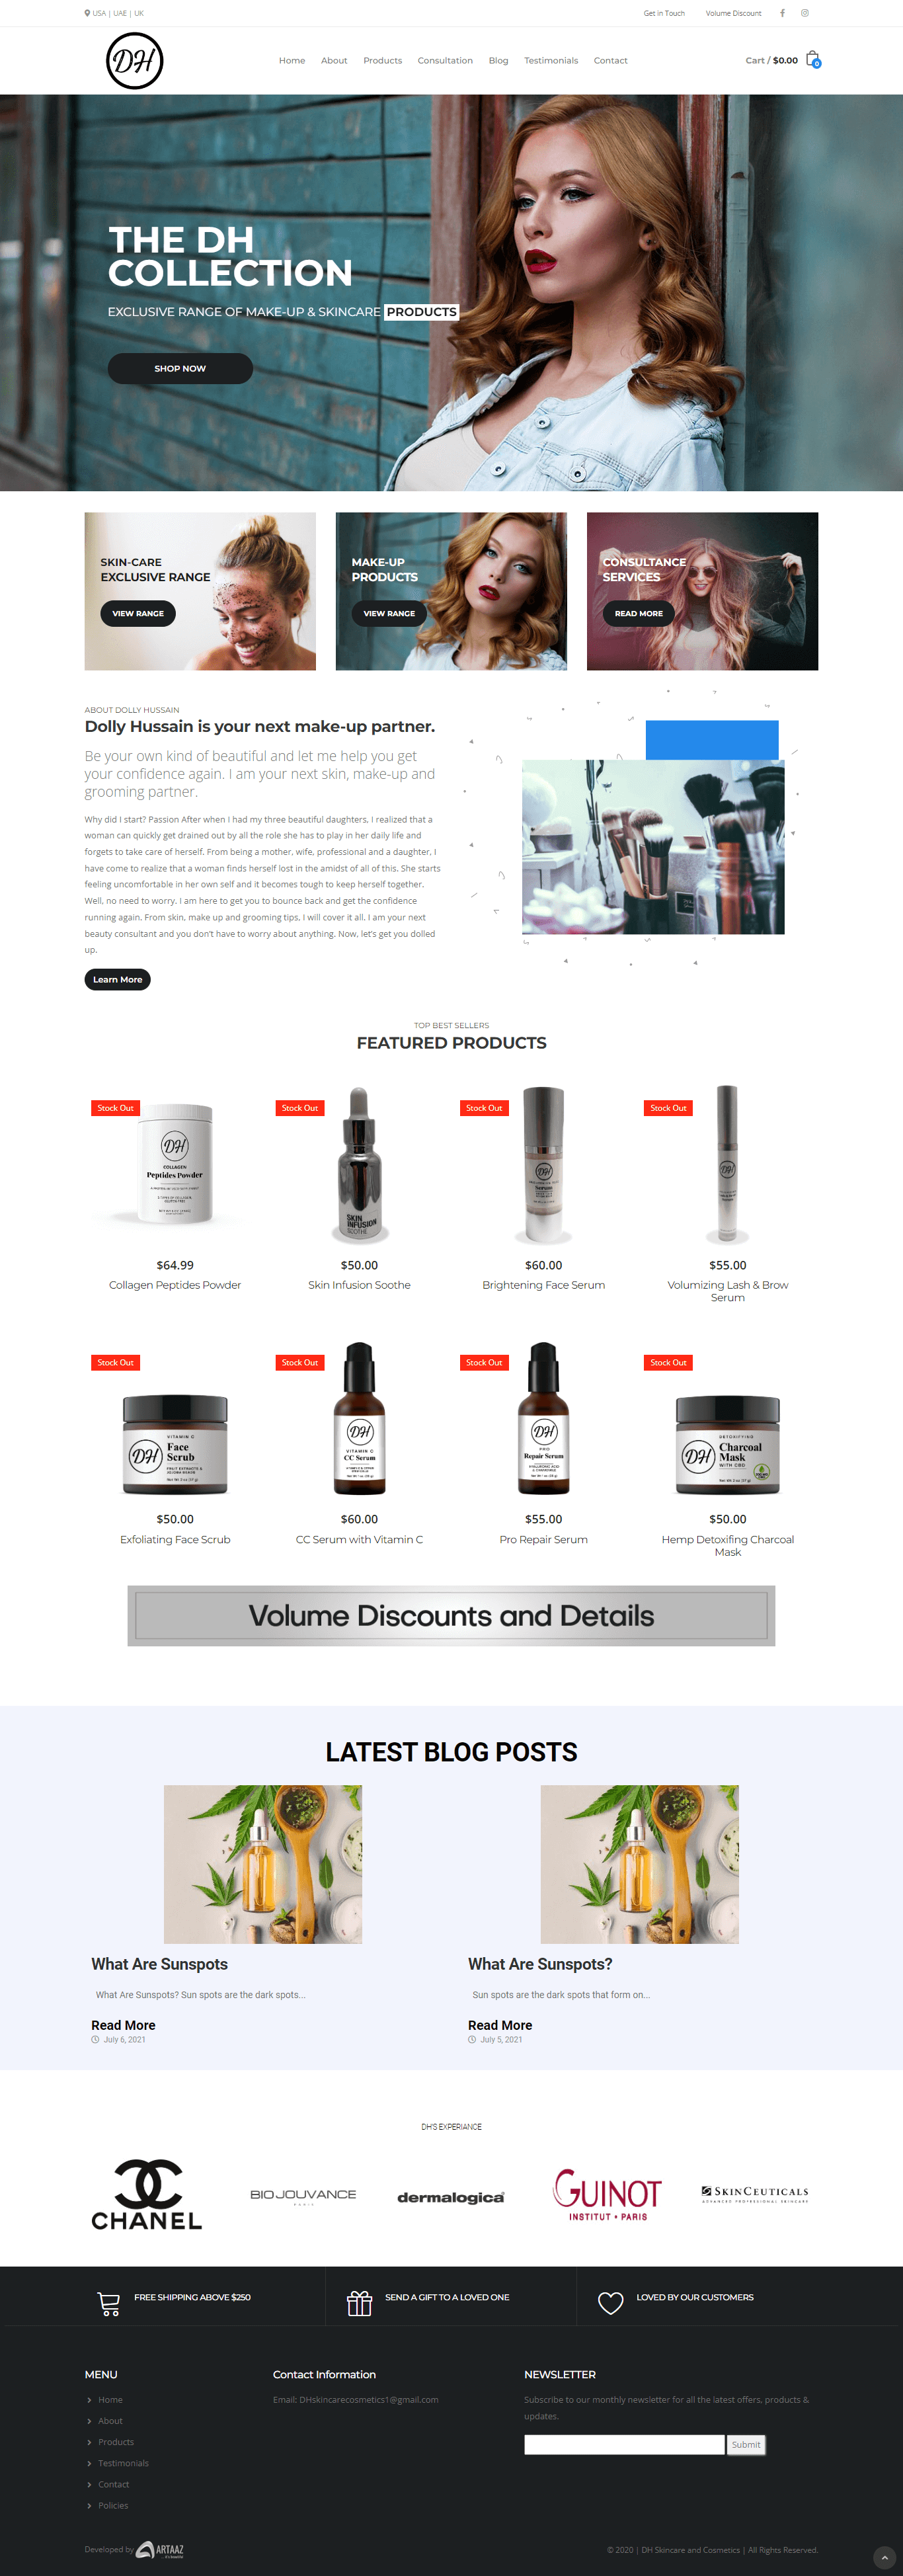 USA | UAE | UK
Get in Touch
Volume Discount
DH
Home
About
Products
Consultation
Blog
Testimonials
Contact
Cart / $0.00
0
THE DH
COLLECTION
EXCLUSIVE RANGE OF MAKE-UP & SKINCARE PRODUCTS
SHOP NOW
SKIN-CARE
EXCLUSIVE RANGE
VIEW RANGE
MAKE-UP
PRODUCTS
VIEW RANGE
CONSULTANCE
SERVICES
READ MORE
ABOUT DOLLY HUSSAIN
Dolly Hussain is your next make-up partner.
Be your own kind of beautiful and let me help you get
your confidence again. I am your next skin, make-up and
grooming partner.
Why did I start? Passion After when I had my three beautiful daughters, I realized that a
woman can quickly get drained out by all the role she has to play in her daily life and
forgets to take care of herself. From being a mother, wife, professional and a daughter, I
have come to realize that a woman finds herself lost in the amidst of all of this. She starts
feeling uncomfortable in her own self and it becomes tough to keep herself together.
Well, no need to worry. I am here to get you to bounce back and get the confidence
running again. From skin, make up and grooming tips, I will cover it all. I am your next
beauty consultant and you don't have to worry about anything. Now, let's get you dolled
up.
Learn More
TOP BEST SELLERS
FEATURED PRODUCTS
Stock Out
DH
COLLAGEN
Peptides Powder
$64.99
Collagen Peptides Powder
Stock Out
SKIN
INFUSION
SOOTHE
$50.00
Skin Infusion Soothe
Stock Out
DH
Serum
$60.00
Brightening Face Serum
Stock Out
DH
$55.00
Volumizing Lash & Brow
Serum
Stock Out
DH
VITAMIN C
Face
Scrub
$50.00
Exfoliating Face Scrub
Stock Out
DH
VITAMIN C
CC Serum
$60.00
CC Serum with Vitamin C
Stock Out
DH
PRO
Repair Serum
$55.00
Pro Repair Serum
Stock Out
DH
DETOXIFYING
Charcoal
Mask
WITH CBD
$50.00
Hemp Detoxifing Charcoal
Mask
Volume Discounts and Details
LATEST BLOG POSTS
What Are Sunspots
What Are Sunspots? Sun spots are the dark spots...
Read More
July 6, 2021
What Are Sunspots?
Sun spots are the dark spots that form on...
Read More
July 5, 2021
DH'S EXPERIANCE
CHANEL
BIOJOUVANCE
PARIS
dermalogica
GUINOT
INSTITUT • PARIS
SKINCEUTICALS
ADVANCED PROFESSIONAL SKINCARE
FREE SHIPPING ABOVE $250
SEND A GIFT TO A LOVED ONE
LOVED BY OUR CUSTOMERS
MENU
Home
About
Products
Testimonials
Contact
Policies
Contact Information
Email: DHskincarecosmetics1@gmail.com
NEWSLETTER
Subscribe to our monthly newsletter for all the latest offers, products &
updates.
Submit
Developed by ARTAAZ
© 2020 | DH Skincare and Cosmetics | All Rights Reserved.